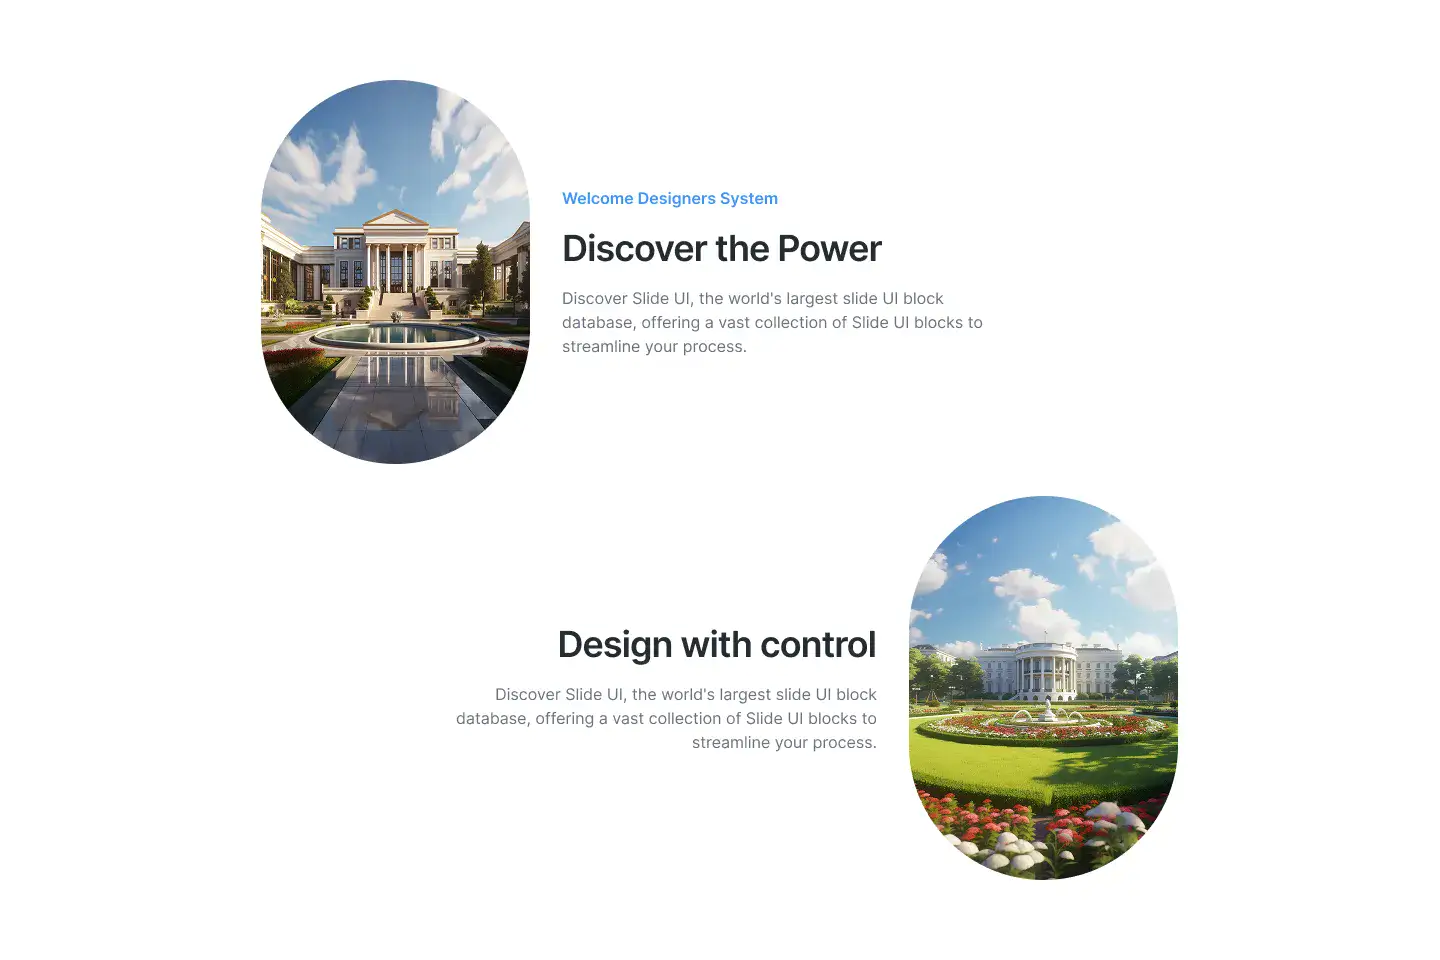 Welcome Designers System
Discover the Power
Discover Slide UI, the world's largest slide UI block
database, offering a vast collection of Slide UI blocks to
streamline your process.
Design with control
Discover Slide UI, the world's largest slide UI block
database, offering a vast collection of Slide UI blocks to
streamline your process.